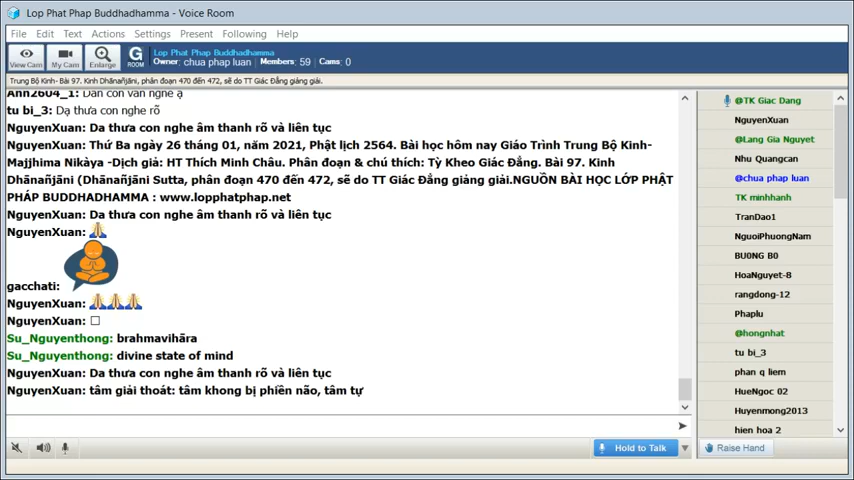 Lop Phat Phap Buddhadhamma - Voice Room
File Edit Text Actions Settings Present Following Help
View Cam
My Cam
Enlarge
G
ROOM
Lop Phat Phap Buddhadhamma
Owner: chua phap luan Members: 59 Cams: 0
Trung Bộ Kinh- Bài 97. Kinh Dhānañjāni, phân đoạn 470 đến 472, sẽ do TT Giác Đẳng giảng giải.
Anh2604_1: Dan con van nghe ạ
tu bi_3: Dạ thưa con nghe rõ
NguyenXuan: Da thưa con nghe âm thanh rõ và liên tục
NguyenXuan: Thứ Ba ngày 26 tháng 01, năm 2021, Phật lịch 2564. Bài học hôm nay Giáo Trình Trung Bộ Kinh-
Majjhima Nikàya -Dịch giả: HT Thích Minh Châu. Phân đoạn & chú thích: Tỳ Kheo Giác Đẳng. Bài 97. Kinh
Dhānañjāni (Dhānañjāni Sutta, phân đoạn 470 đến 472, sẽ do TT Giác Đẳng giảng giải.NGUỒN BÀI HỌC LỚP PHẬT
PHÁP BUDDHADHAMMA : www.lopphatphap.net
NguyenXuan: Da thưa con nghe âm thanh rõ và liên tục
NguyenXuan:
gacchati:
NguyenXuan:
NguyenXuan:
Su_Nguyenthong: brahmavihāra
Su_Nguyenthong: divine state of mind
NguyenXuan: Da thưa con nghe âm thanh rõ và liên tục
NguyenXuan: tâm giải thoát: tâm khong bị phiền não, tâm tự
Hold to Talk
Raise Hand
@TK Giac Dang
NguyenXuan
@Lang Gia Nguyet
Nhu Quangcan
@chua phap luan
TK minhhanh
TranDao1
NguoiPhuongNam
BU0NG B0
HoaNguyet-8
rangdong-12
Phaplu
@hongnhat
tu bi_3
phan q liem
HueNgoc 02
Huyenmong2013
hien hoa 2